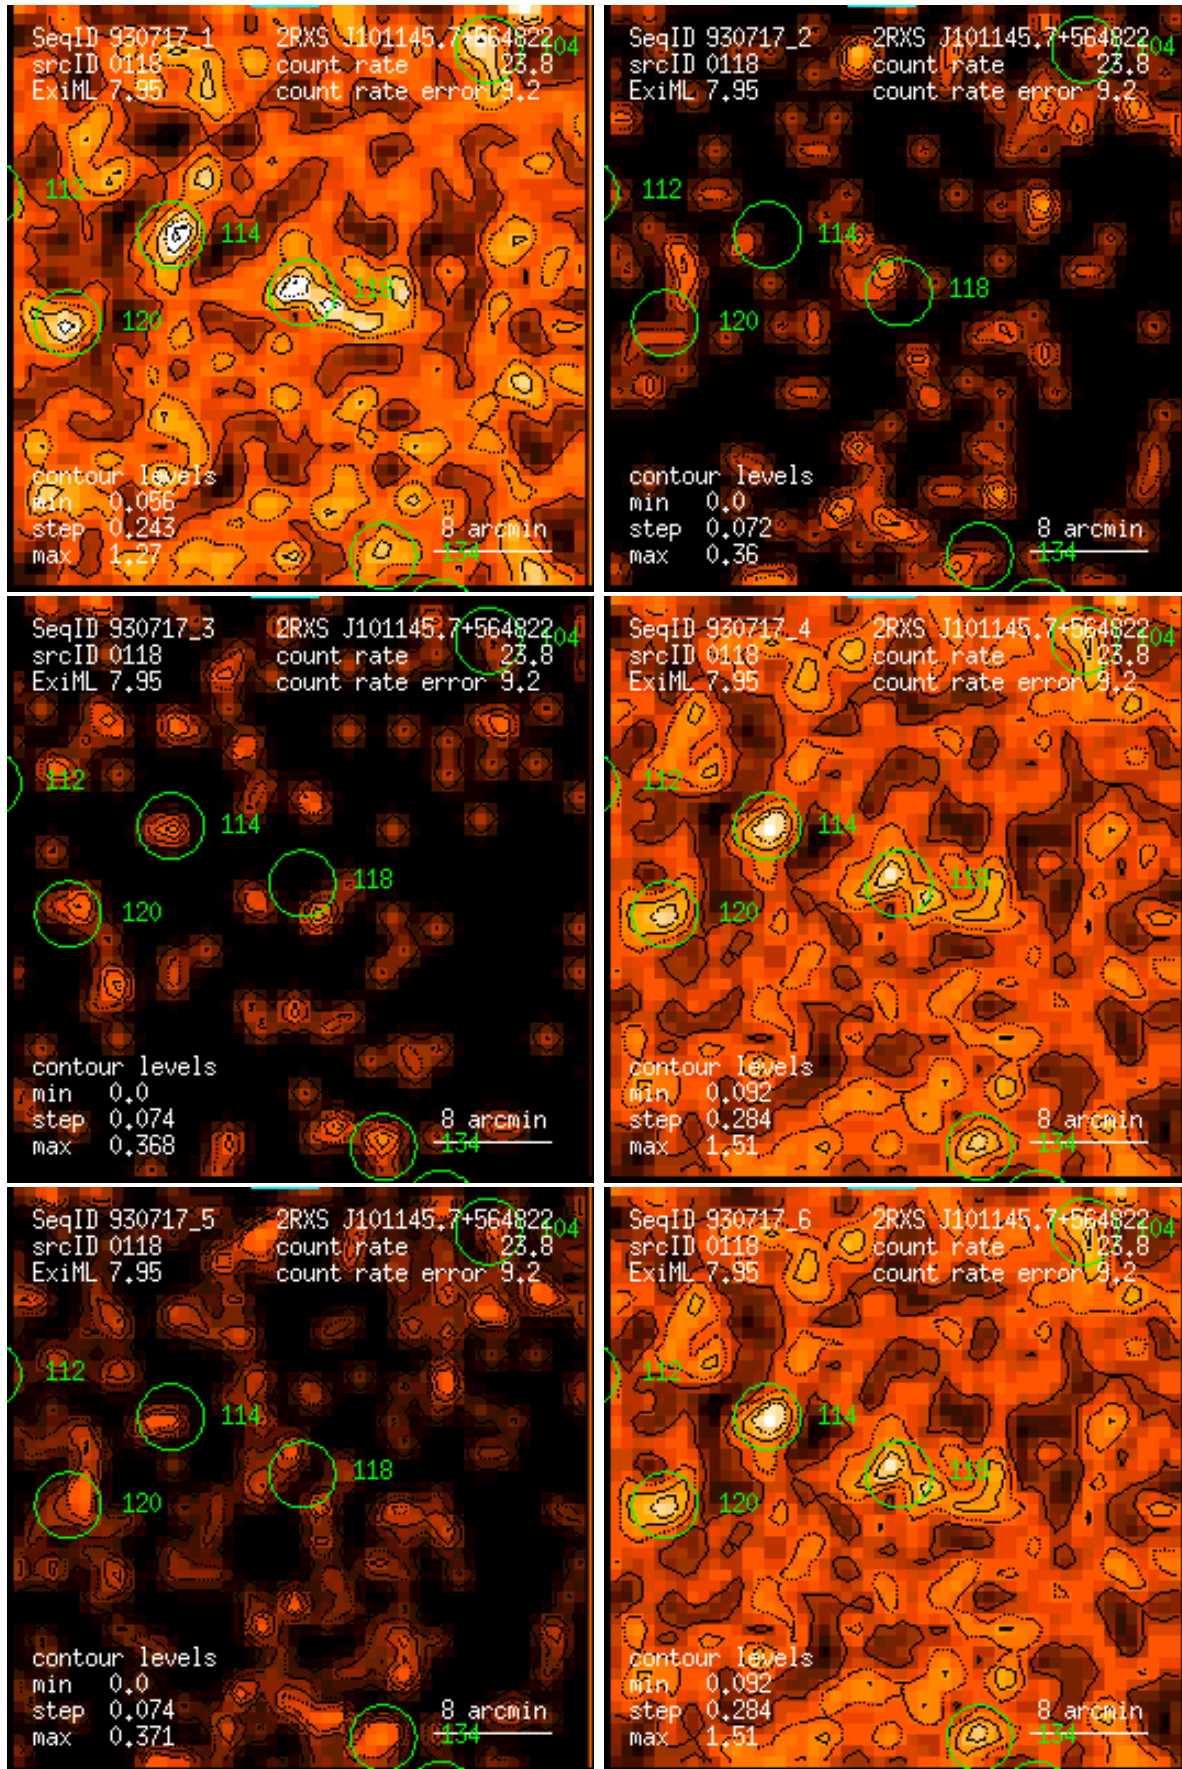 SeqID 930717_1 2RXS J101145.7+564822
104
srcID 0118 count rate 23.8
ExiML 7.95 count rate error 9.2
112
114
118
120
contour levels
min 0.056
step 0.243 8 arcmin
max 1.27 134
SeqID 930717_2 2RXS J101145.7+564822
104
srcID 0118 count rate 23.8
ExiML 7.95 count rate error 9.2
112
114
118
120
contour levels
min 0.0
step 0.072 8 arcmin
max 0.36 134
SeqID 930717_3 2RXS J101145.7+564822
104
srcID 0118 count rate 23.8
ExiML 7.95 count rate error 9.2
112
114
118
120
contour levels
min 0.0
step 0.074 8 arcmin
max 0.368 134
SeqID 930717_4 2RXS J101145.7+564822
104
srcID 0118 count rate 23.8
ExiML 7.95 count rate error 9.2
112
114
118
120
contour levels
min 0.092
step 0.284 8 arcmin
max 1.51 134
SeqID 930717_5 2RXS J101145.7+564822
104
srcID 0118 count rate 23.8
ExiML 7.95 count rate error 9.2
112
114
118
120
contour levels
min 0.0
step 0.074 8 arcmin
max 0.371 134
SeqID 930717_6 2RXS J101145.7+564822
104
srcID 0118 count rate 23.8
ExiML 7.95 count rate error 9.2
112
114
118
120
contour levels
min 0.092
step 0.284 8 arcmin
max 1.51 134